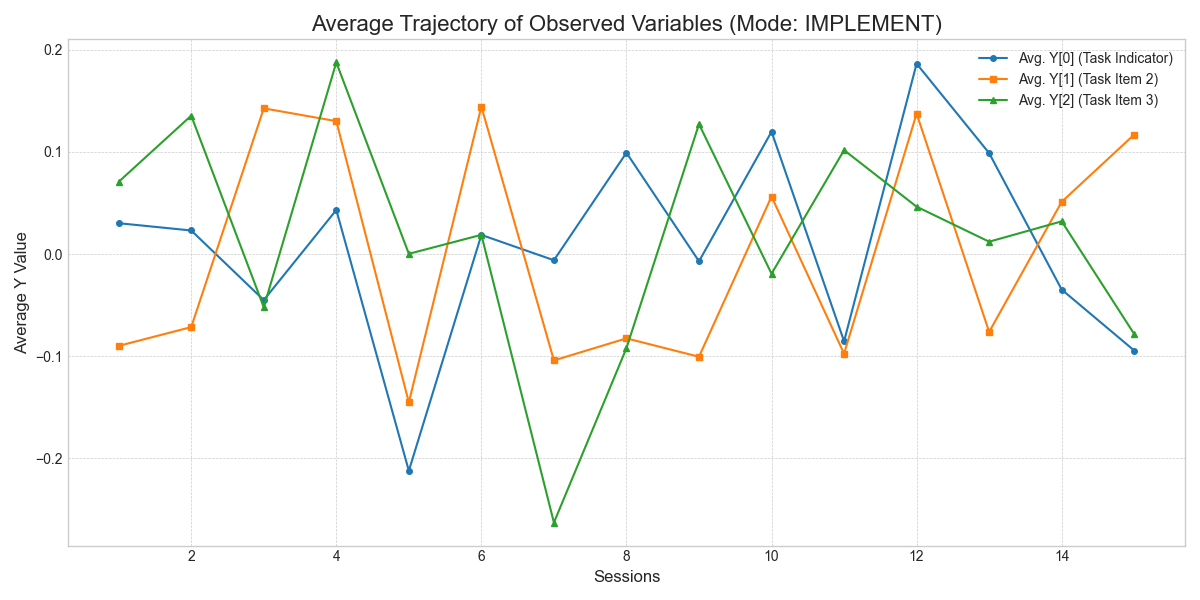 Average Trajectory of Observed Variables (Mode: IMPLEMENT)
Avg. Y[0] (Task Indicator)
Avg. Y[1] (Task Item 2)
Avg. Y[2] (Task Item 3)
Average Y Value
0.2
0.1
0.0
−0.1
−0.2
2 4 6 8 10 12 14
Sessions